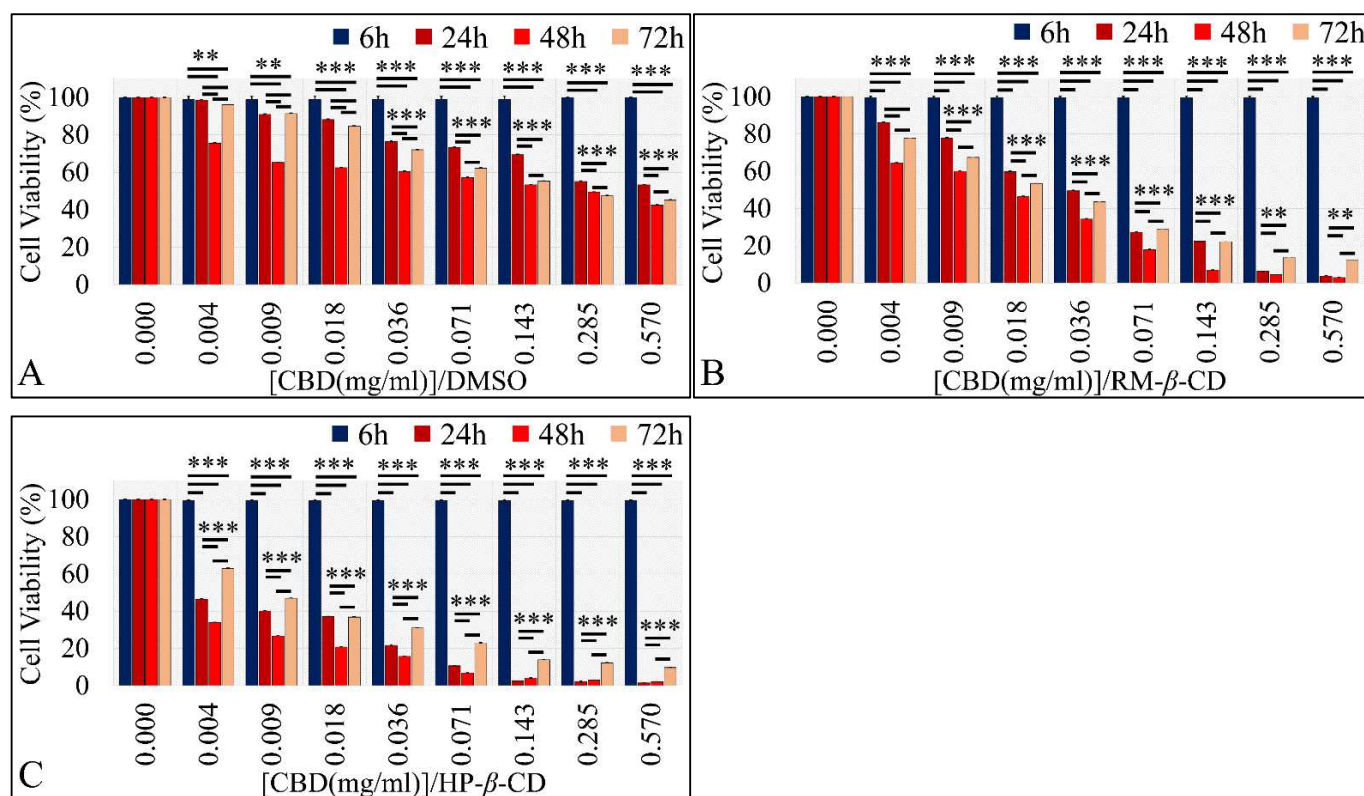 6h 24h 48h 72h
** ** *** *** *** *** *** ***
*** *** *** ***
Cell Viability (%)
100
80
60
40
20
0
0.000 0.004 0.009 0.018 0.036 0.071 0.143 0.285 0.570
A
[CBD(mg/ml)]/DMSO
6h 24h 48h 72h
*** *** *** *** *** *** *** ***
*** *** *** *** *** ** **
Cell Viability (%)
100
80
60
40
20
0
0.000 0.004 0.009 0.018 0.036 0.071 0.143 0.285 0.570
B
[CBD(mg/ml)]/RM-β-CD
6h 24h 48h 72h
*** *** *** *** *** *** *** ***
*** *** *** *** *** *** *** ***
Cell Viability (%)
100
80
60
40
20
0
0.000 0.004 0.009 0.018 0.036 0.071 0.143 0.285 0.570
C
[CBD(mg/ml)]/HP-β-CD